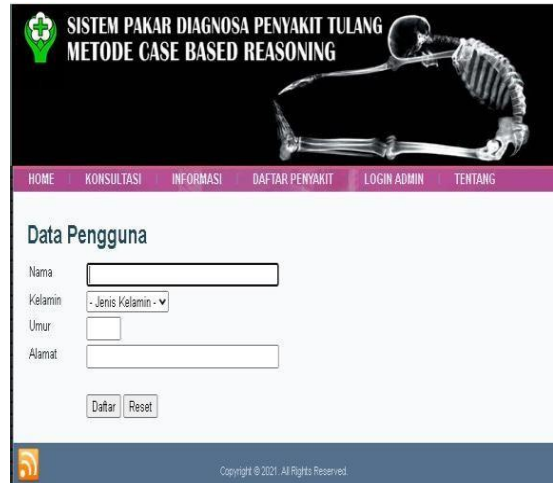 SISTEM PAKAR DIAGNOSA PENYAKIT TULANG
METODE CASE BASED REASONING
HOME KONSULTASI INFORMASI DAFTAR PENYAKIT LOGIN ADMIN TENTANG
Data Pengguna
Nama
Kelamin - Jenis Kelamin -
Umur
Alamat
Daftar Reset
Copyright © 2021. All Rights Reserved.